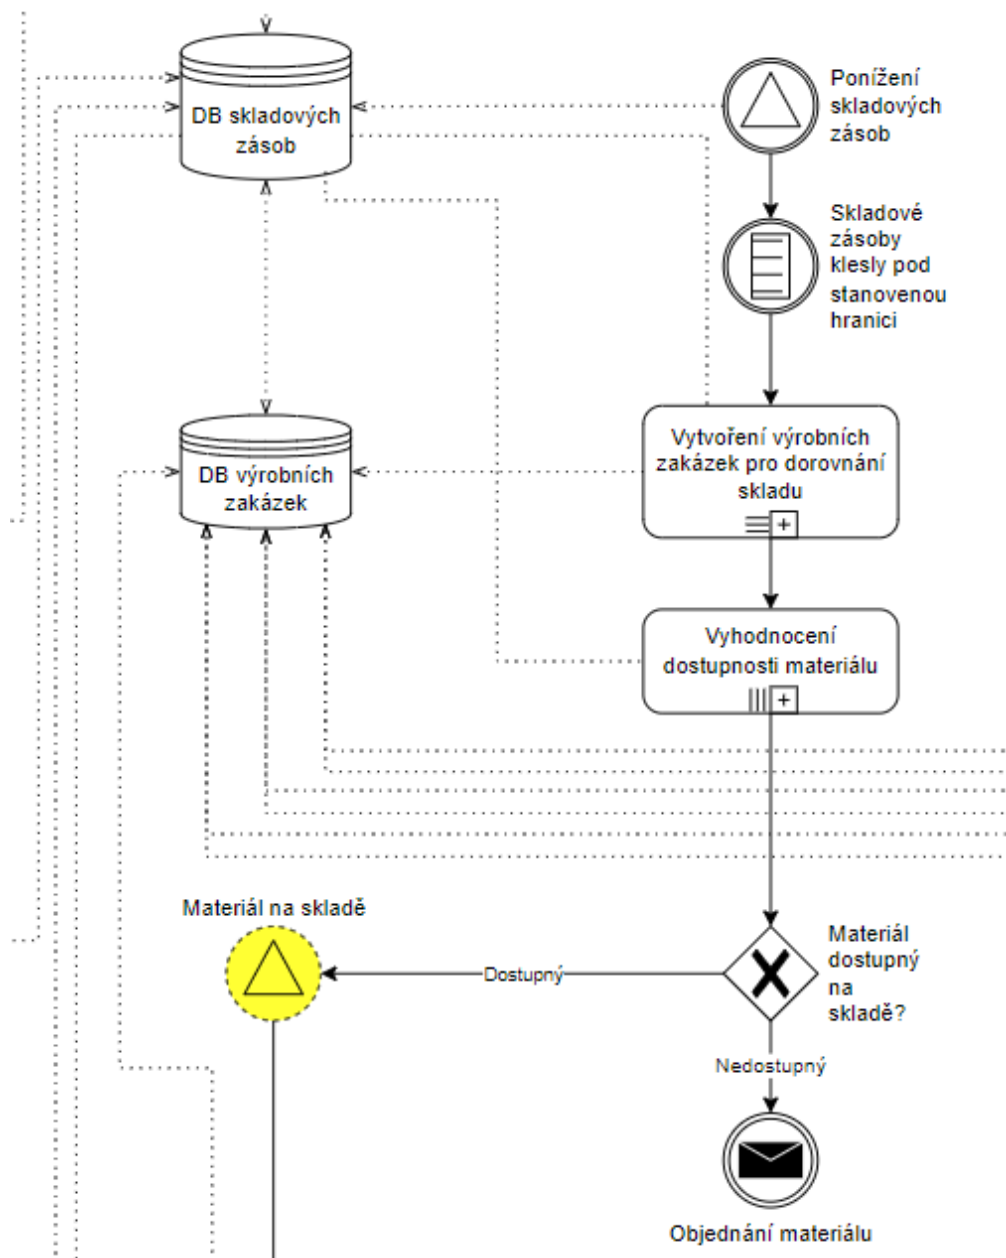 DB skladových
zásob
Ponížení
skladových
zásob
Skladové
zásoby
klesly pod
stanovenou
hranici
DB výrobních
zakázek
Vytvoření výrobních
zakázek pro dorovnání
skladu
Vyhodnocení
dostupnosti materiálu
Materiál na skladě
Dostupný
Materiál
dostupný
na
skladě?
Nedostupný
Objednání materiálu